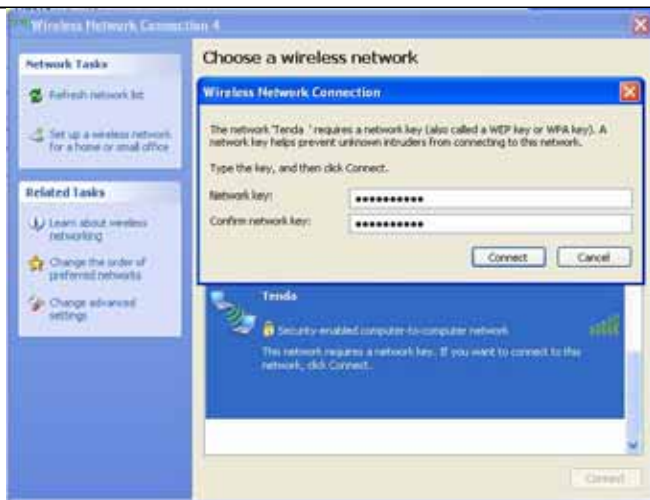 Wireless Network Connection 4
Choose a wireless network
Network Tasks
Refresh network list
Set up a wireless network
for a home or small office
Related Tasks
Learn about wireless
networking
Change the order of
preferred networks
Change advanced
settings
Wireless Network Connection
The network 'Tenda ' requires a network key (also called a WEP key or WPA key). A
network key helps prevent unknown intruders from connecting to this network.
Type the key, and then click Connect.
Network key: ••••••••••
Confirm network key: ••••••••••
Connect Cancel
Tenda
Security-enabled computer-to-computer network
This network requires a network key. If you want to connect to this
network, click Connect.
Connect